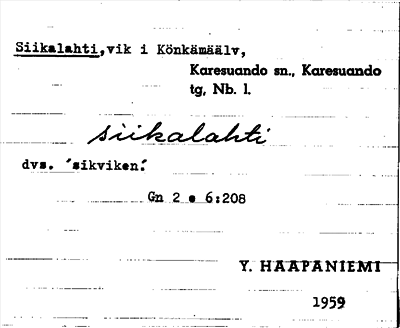 Siikalahti, vik i Könkämäälv,
Karesuando sn., Karesuando
tg, Nb. l.
siikalahti
dvs. 'sikviken'.
Gn 2 e 6:208
Y. HAAPANIEMI
1959